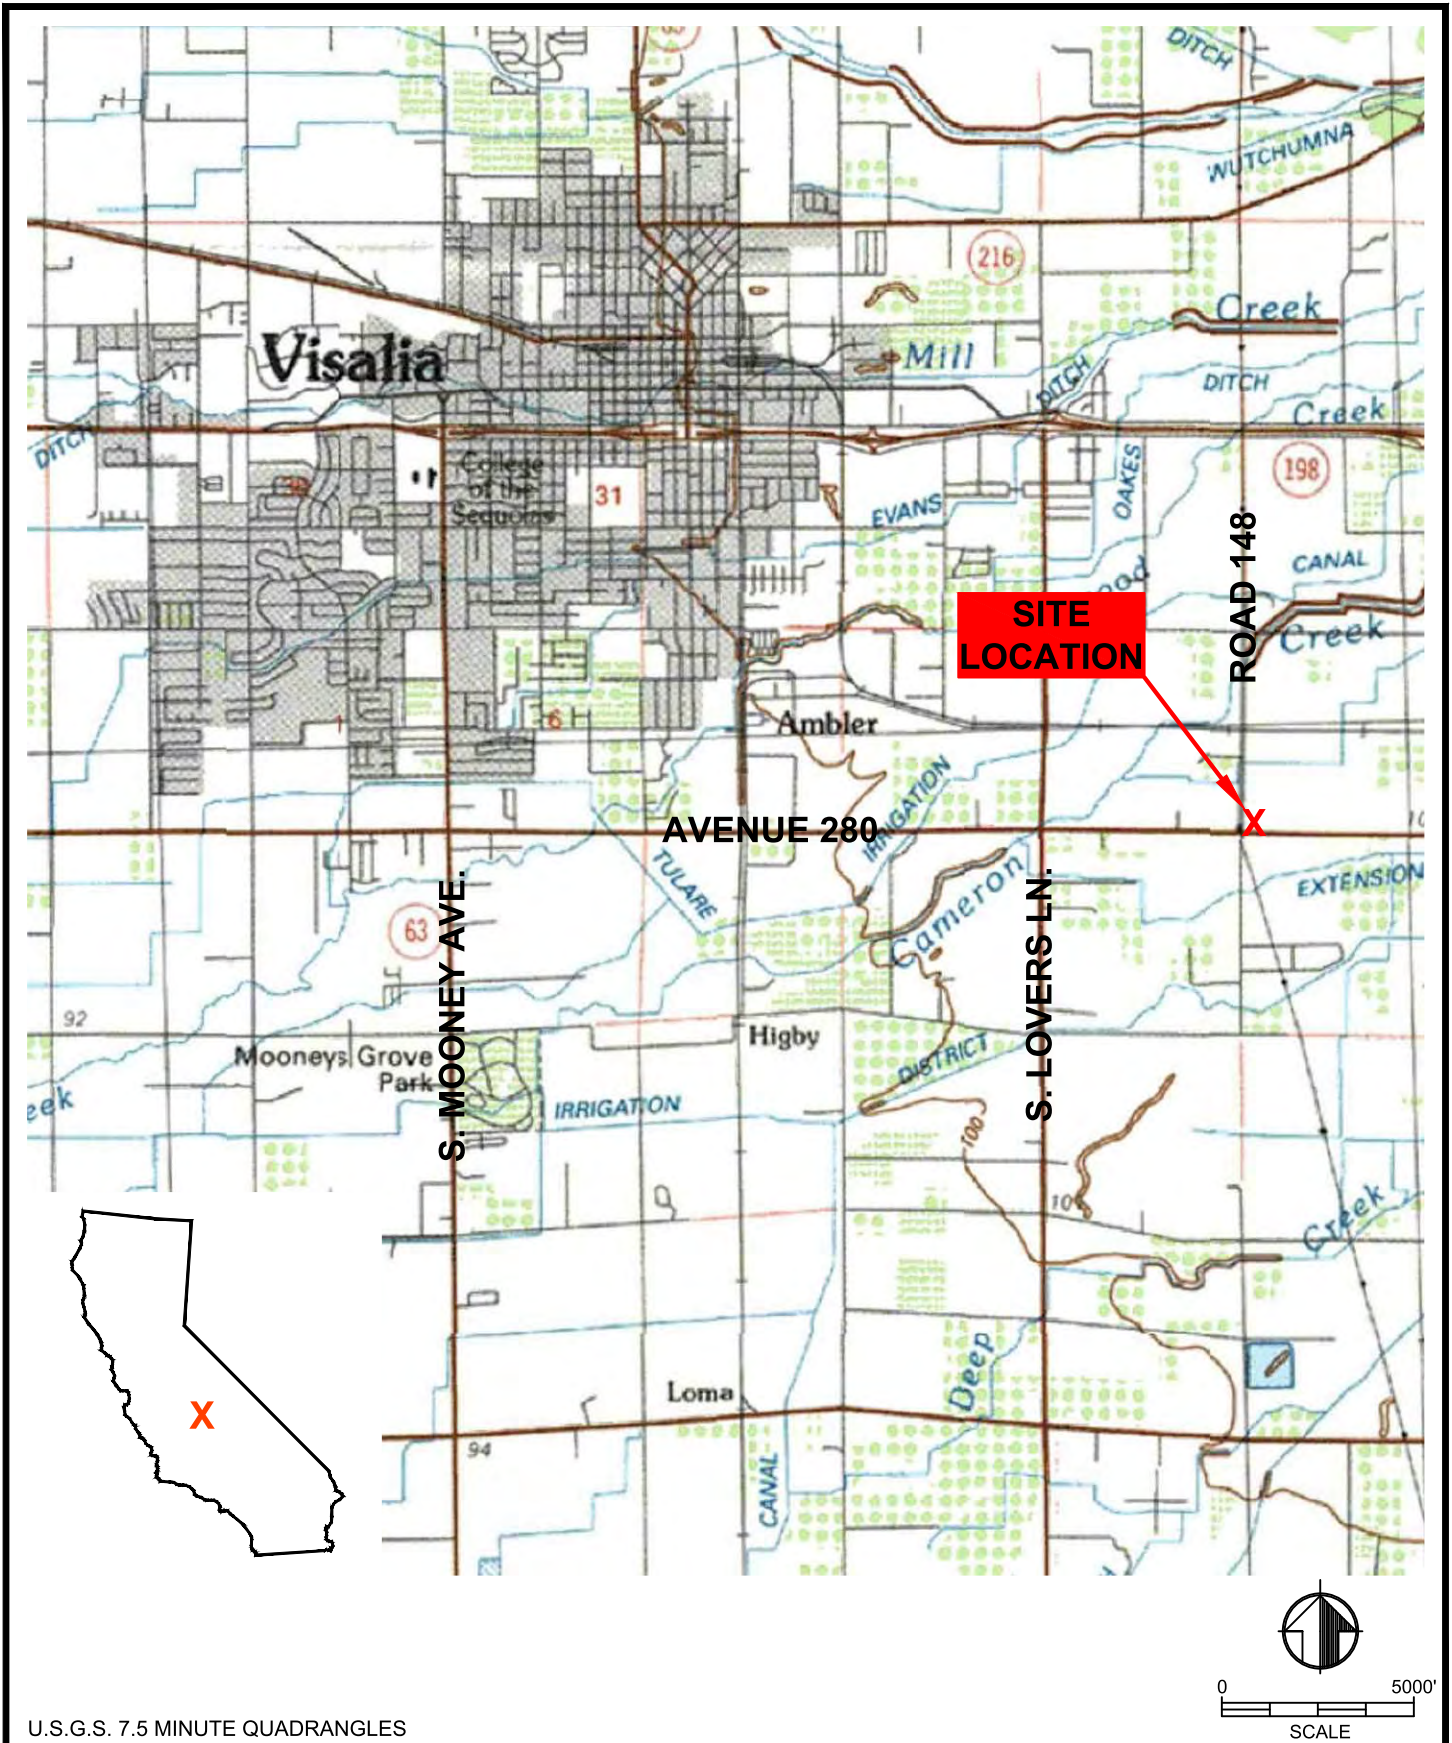 DITCH
63
WUTCHUMNA
216
Creek
Visalia
Mill
DITCH
DITCH
Creek
DITCH
College
of the
Sequoias
31
198
OAKES
EVANS
ROAD 148
CANAL
SITE
LOCATION
Creek
1
6
Ambler
IRRIGATION
X
AVENUE 280
TULARE
Cameron
EXTENSION
63
S. MOONEY AVE.
S. LOVERS LN.
92
Higby
Mooneys Grove
Park
DISTRICT
eek
IRRIGATION
100
Creek
X
Deep
Loma
94
CANAL
0 5000'
SCALE
U.S.G.S. 7.5 MINUTE QUADRANGLES